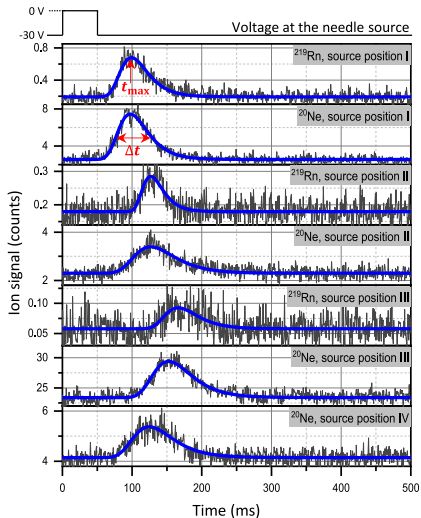 0 V
-30 V
Voltage at the needle source
0.8
0.4
²¹⁹Rn, source position I
t_max
8
4
²⁰Ne, source position I
Δt
0.3
0.2
²¹⁹Rn, source position II
4
2
²⁰Ne, source position II
0.10
0.05
²¹⁹Rn, source position III
30
25
²⁰Ne, source position III
6
4
²⁰Ne, source position IV
Ion signal (counts)
0 100 200 300 400 500
Time (ms)